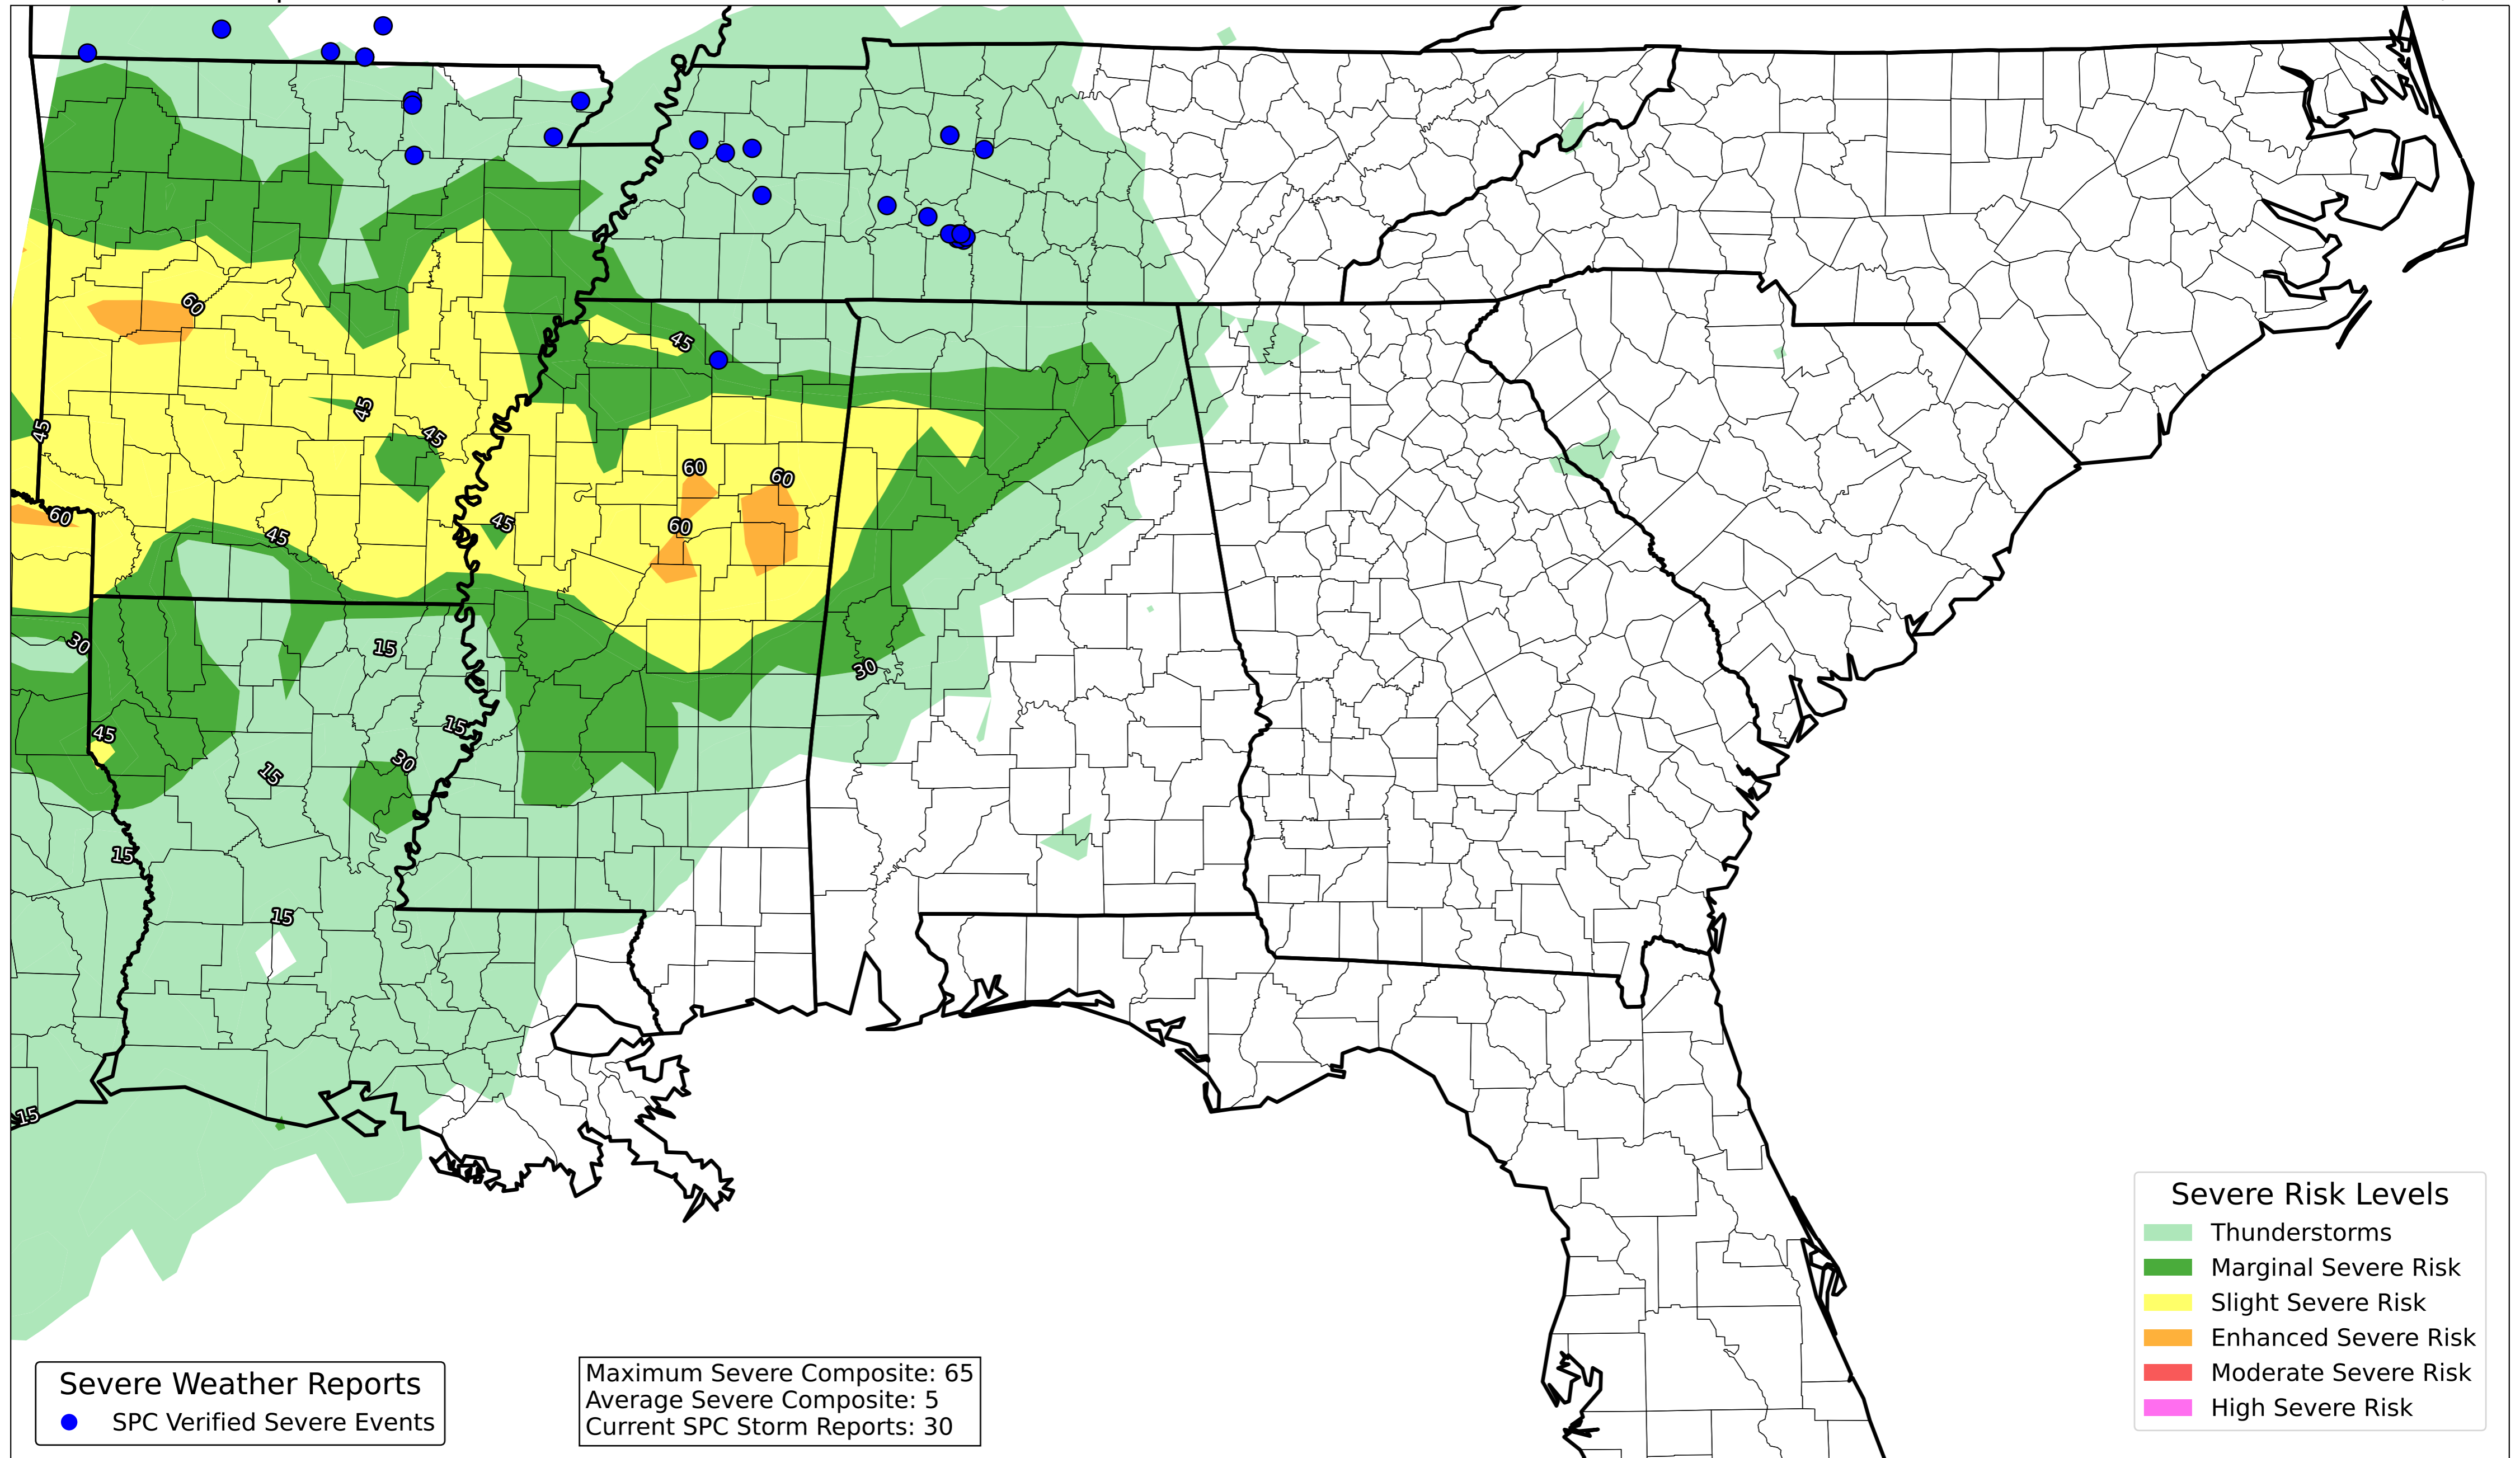 60
45
45
45
45
60
60
60
60
45
45
30
15
30
45
15
30
15
15
15
15
Severe Risk Levels
Thunderstorms
Marginal Severe Risk
Slight Severe Risk
Enhanced Severe Risk
Moderate Severe Risk
High Severe Risk
Severe Weather Reports
SPC Verified Severe Events
Maximum Severe Composite: 65
Average Severe Composite: 5
Current SPC Storm Reports: 30